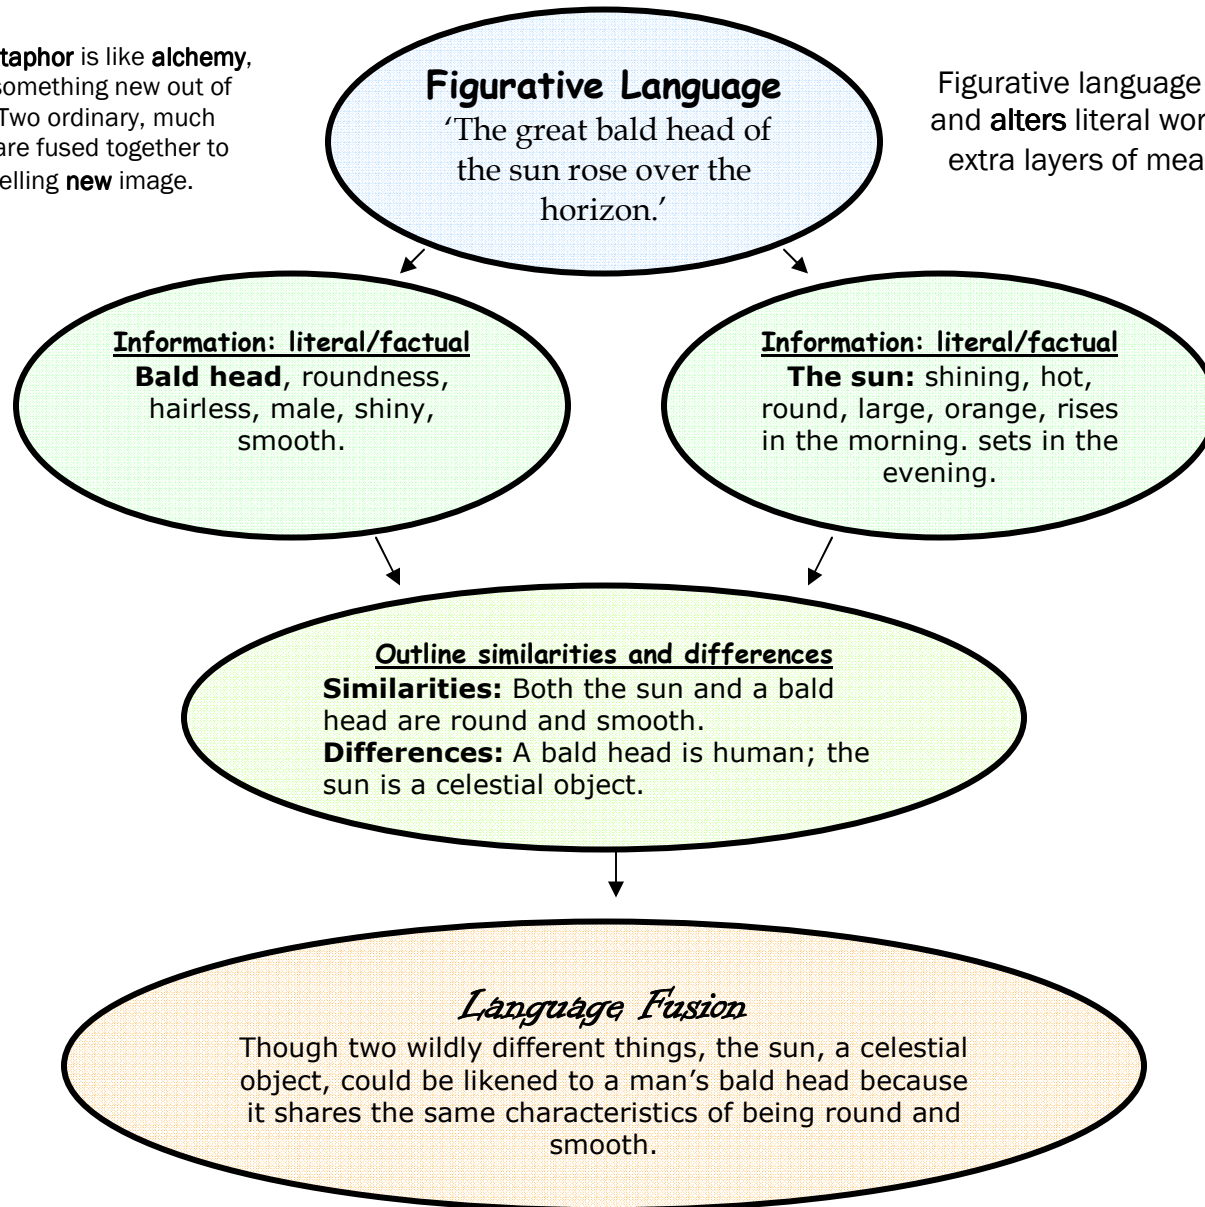 is like alchemy,
something new out of
Two ordinary, much
are fused together to
new image.
Figurative Language
‘The great bald head of
the sun rose over the
horizon.’
Figurative language
and alters literal
extra layers of
Information: literal/factual
Bald head, roundness,
hairless, male, shiny,
smooth.
Information: literal/factual
The sun: shining, hot,
round, large, orange, rises
in the morning. sets in the
evening.
Outline similarities and differences
Similarities: Both the sun and a bald
head are round and smooth.
Differences: A bald head is human; the
sun is a celestial object.
Language Fusion
Though two wildly different things, the sun, a celestial
object, could be likened to a man’s bald head because
it shares the same characteristics of being round and
smooth.